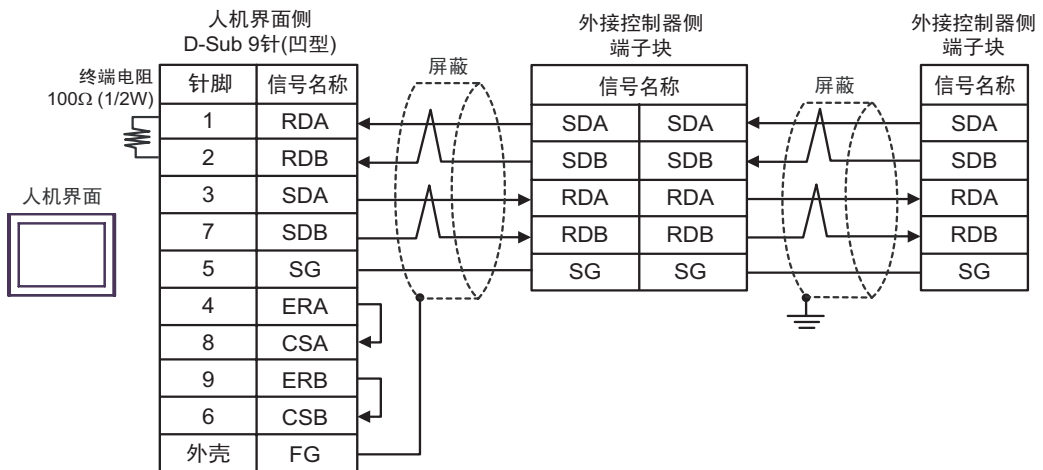 人机界面侧
D-Sub 9针(凹型)
终端电阻
100Ω (1/2W)
人机界面
针脚 信号名称
1 RDA
2 RDB
3 SDA
7 SDB
5 SG
4 ERA
8 CSA
9 ERB
6 CSB
外壳 FG
屏蔽
外接控制器侧
端子块
信号名称
SDA SDA
SDB SDB
RDA RDA
RDB RDB
SG SG
屏蔽
外接控制器侧
端子块
信号名称
SDA
SDB
RDA
RDB
SG